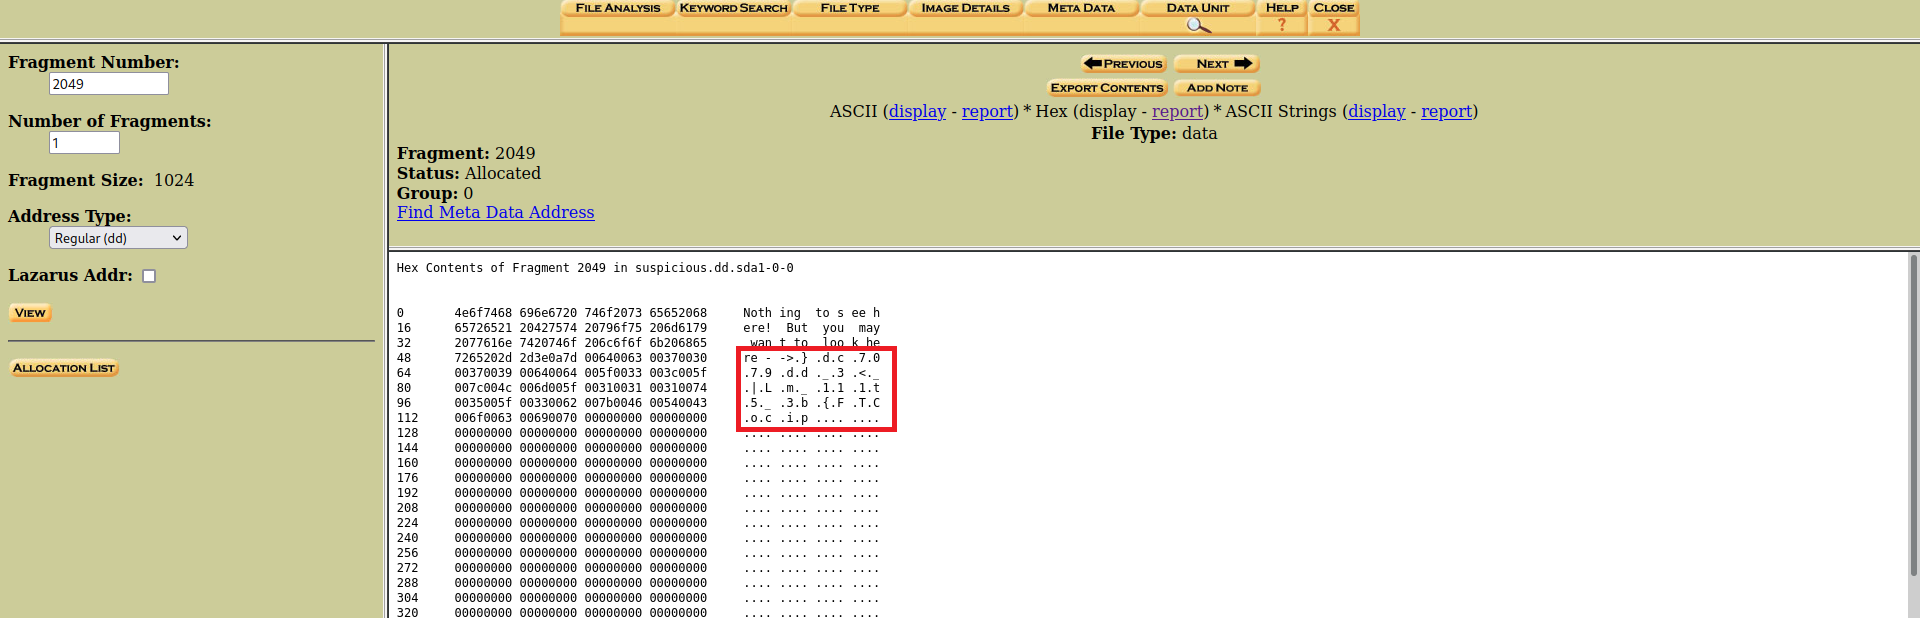 FILE ANALYSIS KEYWORD SEARCH FILE TYPE IMAGE DETAILS META DATA DATA UNIT HELP CLOSE
? X
Fragment Number:
2049
Number of Fragments:
1
Fragment Size: 1024
Address Type:
Regular (dd)
Lazarus Addr:
VIEW
ALLOCATION LIST
PREVIOUS NEXT
EXPORT CONTENTS ADD NOTE
ASCII (display - report) * Hex (display - report) * ASCII Strings (display - report)
File Type: data
Fragment: 2049
Status: Allocated
Group: 0
Find Meta Data Address
Hex Contents of Fragment 2049 in suspicious.dd.sda1-0-0
0 4e6f7468 696e6720 746f2073 65652068 Noth ing  to s ee h
16 65726521 20427574 20796f75 206d6179 ere!  But  you  may
32 2077616e 7420746f 206c6f6f 6b206865  wan t to  loo k he
48 7265202d 2d3e0a7d 00640063 00370030 re - ->.} .d.c .7.0
64 00370039 00640064 005f0033 003c005f .7.9 .d.d ._.3 .<._
80 007c004c 006d005f 00310031 00310074 .|.L .m._ .1.1 .1.t
96 0035005f 00330062 007b0046 00540043 .5._ .3.b .{.F .T.C
112 006f0063 00690070 00000000 00000000 .o.c .i.p .... ....
128 00000000 00000000 00000000 00000000 .... .... .... ....
144 00000000 00000000 00000000 00000000 .... .... .... ....
160 00000000 00000000 00000000 00000000 .... .... .... ....
176 00000000 00000000 00000000 00000000 .... .... .... ....
192 00000000 00000000 00000000 00000000 .... .... .... ....
208 00000000 00000000 00000000 00000000 .... .... .... ....
224 00000000 00000000 00000000 00000000 .... .... .... ....
240 00000000 00000000 00000000 00000000 .... .... .... ....
256 00000000 00000000 00000000 00000000 .... .... .... ....
272 00000000 00000000 00000000 00000000 .... .... .... ....
288 00000000 00000000 00000000 00000000 .... .... .... ....
304 00000000 00000000 00000000 00000000 .... .... .... ....
320 00000000 00000000 00000000 00000000 .... .... .... ....